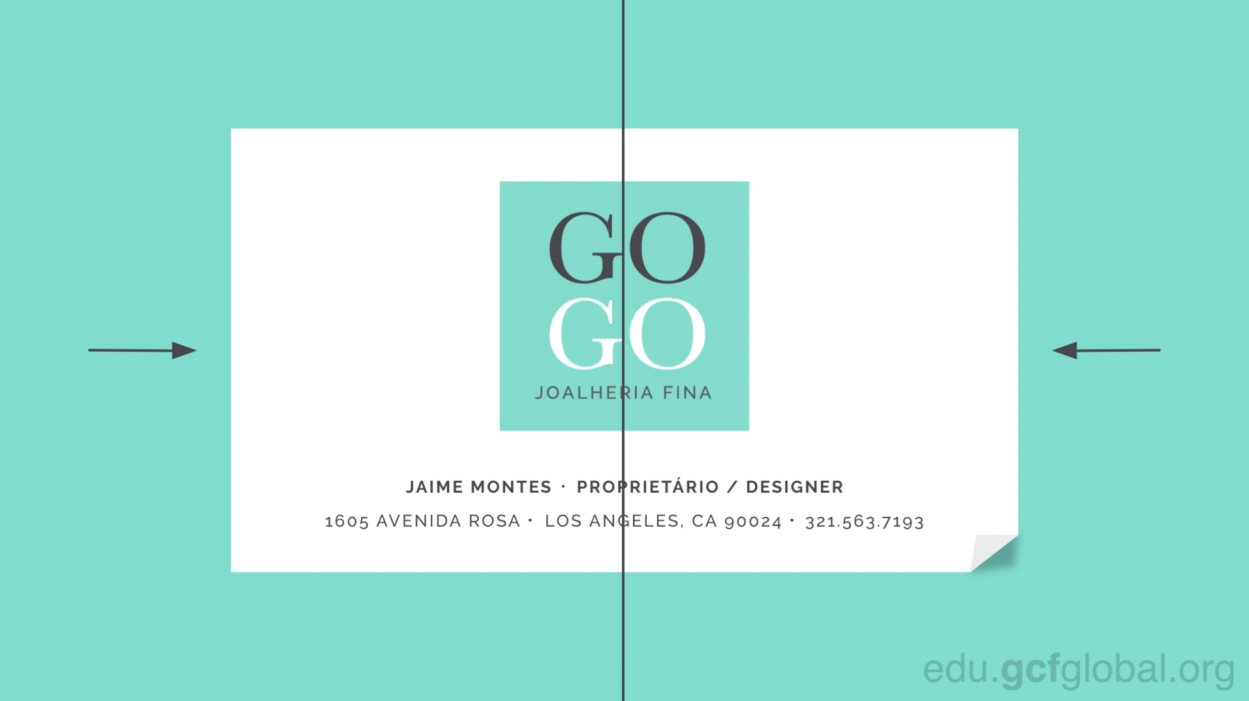 GO
GO
JOALHERIA FINA
JAIME MONTES · PROPRIETÁRIO / DESIGNER
1605 AVENIDA ROSA · LOS ANGELES, CA 90024 · 321.563.7193
edu.gcfglobal.org